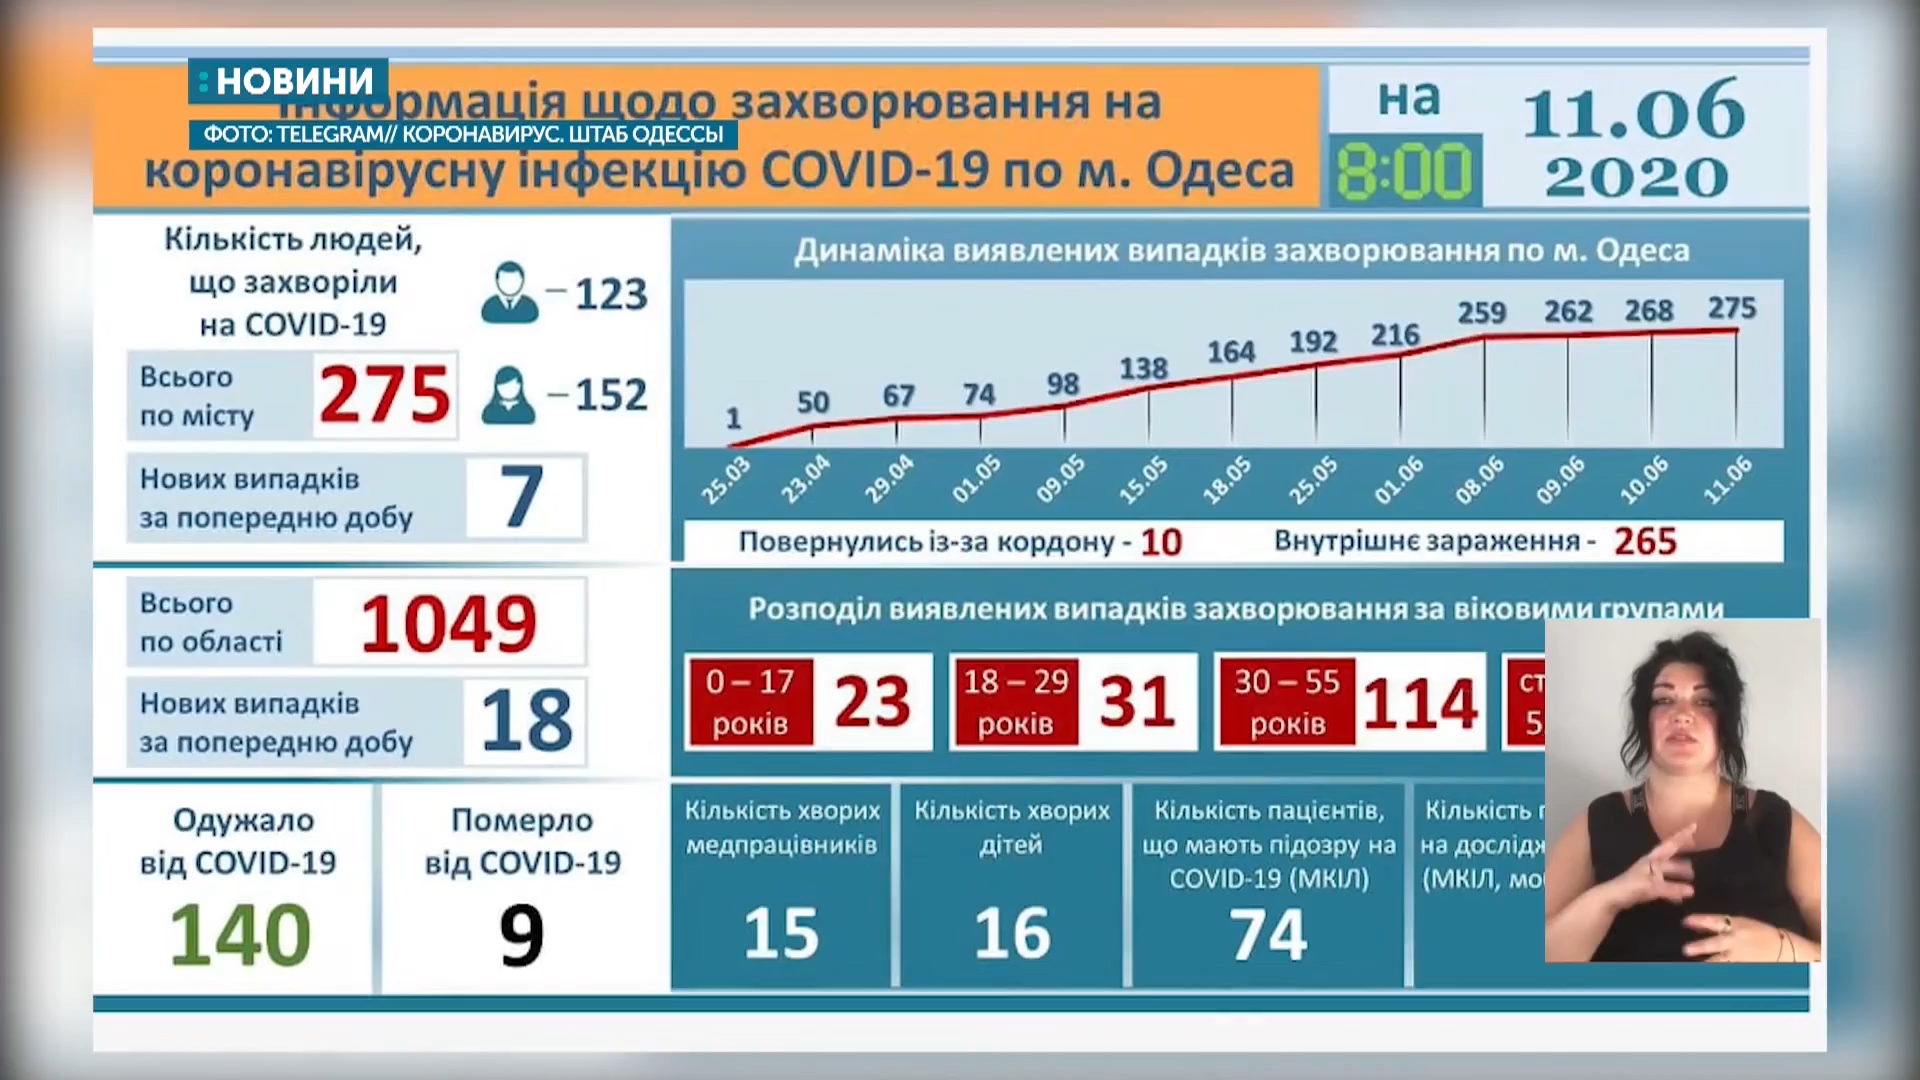 НОВИНИ
ФОТО: TELEGRAM// КОРОНАВИРУС. ШТАБ ОДЕССЫ
Інформація щодо захворювання на
коронавірусну інфекцію COVID-19 по м. Одеса
на
8:00
11.06
2020
Кількість людей,
що захворіли
на COVID-19
– 123
– 152
Всього
по місту
275
Нових випадків
за попередню добу
7
Всього
по області
1049
Нових випадків
за попередню добу
18
Одужало
від COVID-19
140
Померло
від COVID-19
9
Динаміка виявлених випадків захворювання по м. Одеса
1 50 67 74 98 138 164 192 216 259 262 268 275
25.03 23.04 29.04 01.05 09.05 15.05 18.05 25.05 01.06 08.06 09.06 10.06 11.06
Повернулись із-за кордону - 10 Внутрішнє зараження - 265
Розподіл виявлених випадків захворювання за віковими групами
0 – 17
років
23
18 – 29
років
31
30 – 55
років
114
Кількість хворих
медпрацівників
15
Кількість хворих
дітей
16
Кількість пацієнтів,
що мають підозру на
COVID-19 (МКІЛ)
74
Кількість
на
(МКІЛ,